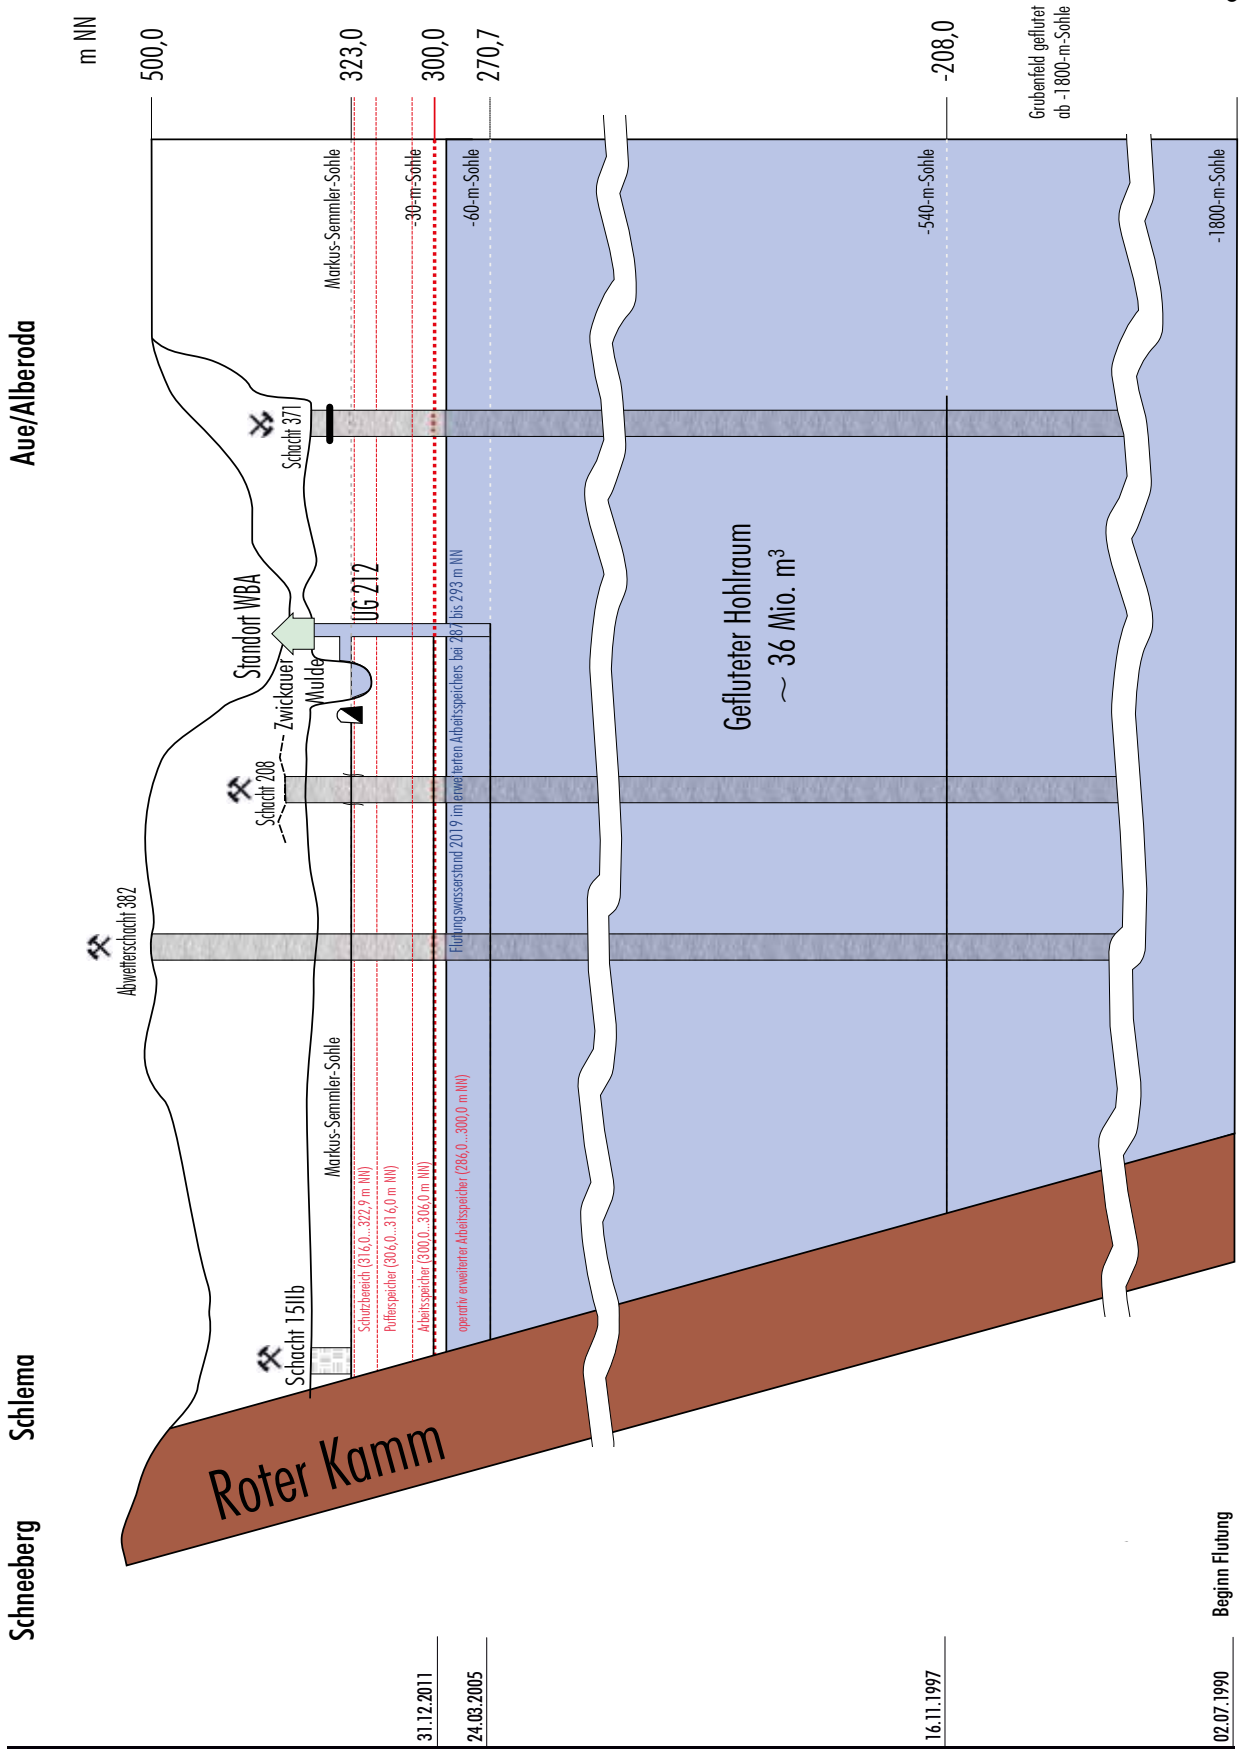 Schneeberg
Schlema
Aue/Alberoda
m NN
500,0
323,0
300,0
270,7
-208,0
Grubenfeld geflutet
ab -1800-m-Sohle
Abwetterschacht 382
Schacht 208
Standort WBA
Zwickauer
Mulde
UG 212
Schacht 371
Schacht 15IIb
Roter Kamm
Markus-Semmler-Sohle
Markus-Semmler-Sohle
-30-m-Sohle
-60-m-Sohle
-540-m-Sohle
-1800-m-Sohle
Schutzbereich (316,0...322,9 m NN)
Pufferspeicher (306,0...316,0 m NN)
Arbeitsspeicher (300,0...306,0 m NN)
operativ erweiterter Arbeitsspeicher (286,0...300,0 m NN)
Flutungswasserstand 2019 im erweiterten Arbeitsspeichers bei 287 bis 293 m NN
Gefluteter Hohlraum
~ 36 Mio. m³
31.12.2011
24.03.2005
16.11.1997
02.07.1990
Beginn Flutung